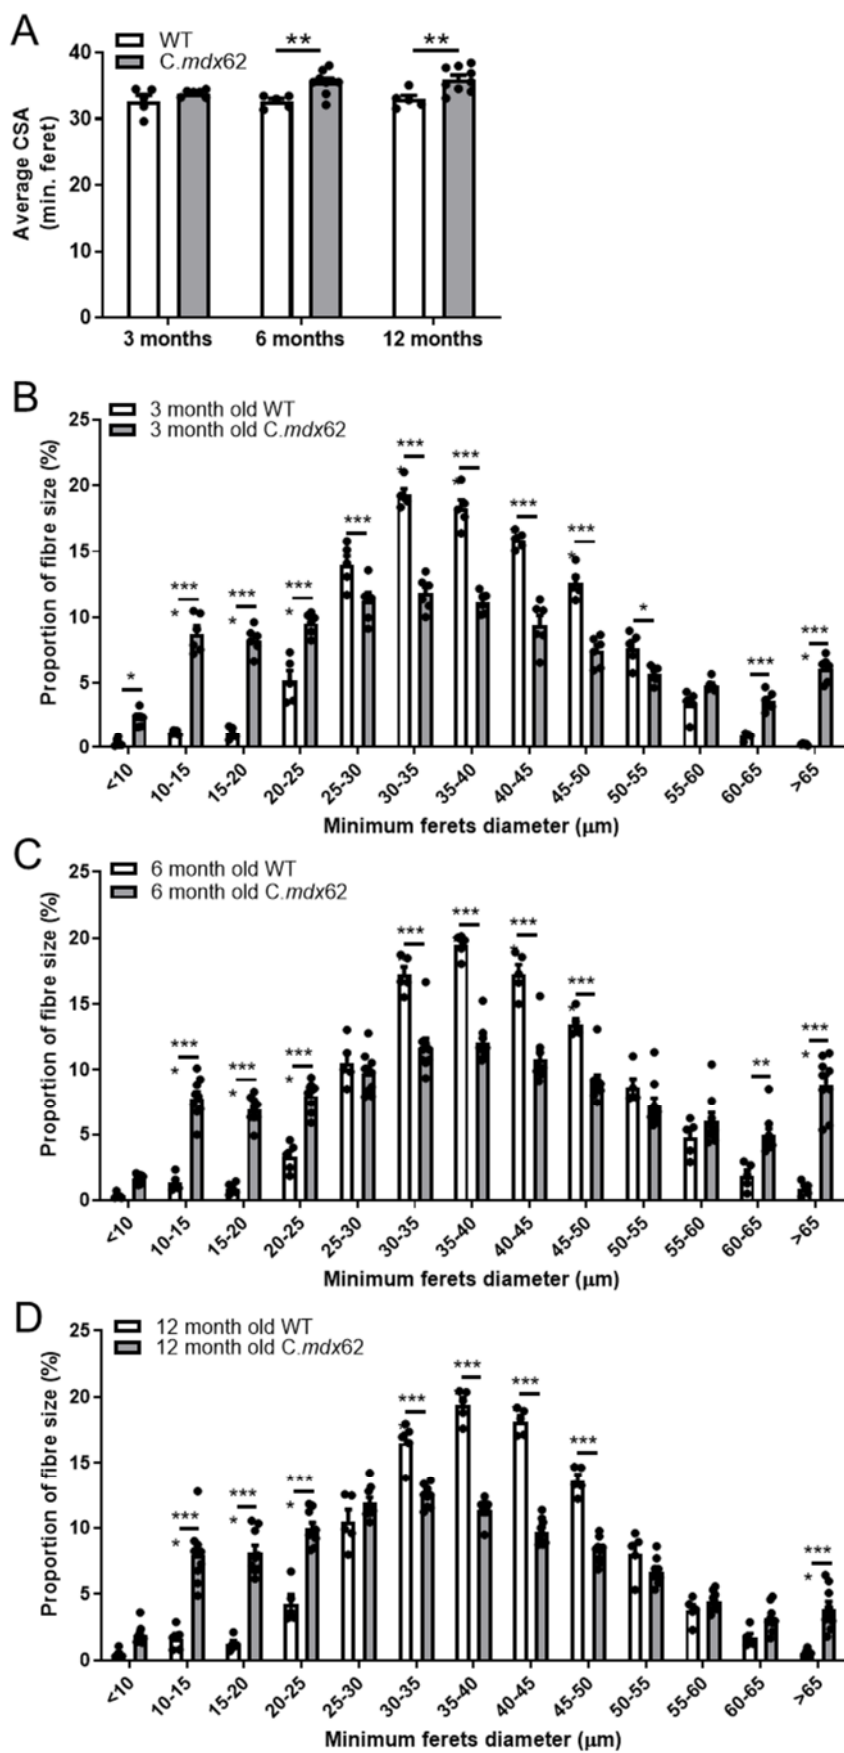 A
WT
C.mdx62
** **
Average CSA
(min. feret)
40
30
20
10
0
3 months 6 months 12 months
B
3 month old WT
3 month old C.mdx62
Proportion of fibre size (%)
25
20
15
10
5
0
* *** * *** * *** * *** *** * *** * *** *** * * *** *** *
<10 10-15 15-20 20-25 25-30 30-35 35-40 40-45 45-50 50-55 55-60 60-65 >65
Minimum ferets diameter (μm)
C
6 month old WT
6 month old C.mdx62
Proportion of fibre size (%)
25
20
15
10
5
0
*** * *** * *** * *** *** *** * *** * ** *** *
<10 10-15 15-20 20-25 25-30 30-35 35-40 40-45 45-50 50-55 55-60 60-65 >65
Minimum ferets diameter (μm)
D
12 month old WT
12 month old C.mdx62
Proportion of fibre size (%)
25
20
15
10
5
0
*** * *** * *** * *** *** *** *** *** *
<10 10-15 15-20 20-25 25-30 30-35 35-40 40-45 45-50 50-55 55-60 60-65 >65
Minimum ferets diameter (μm)